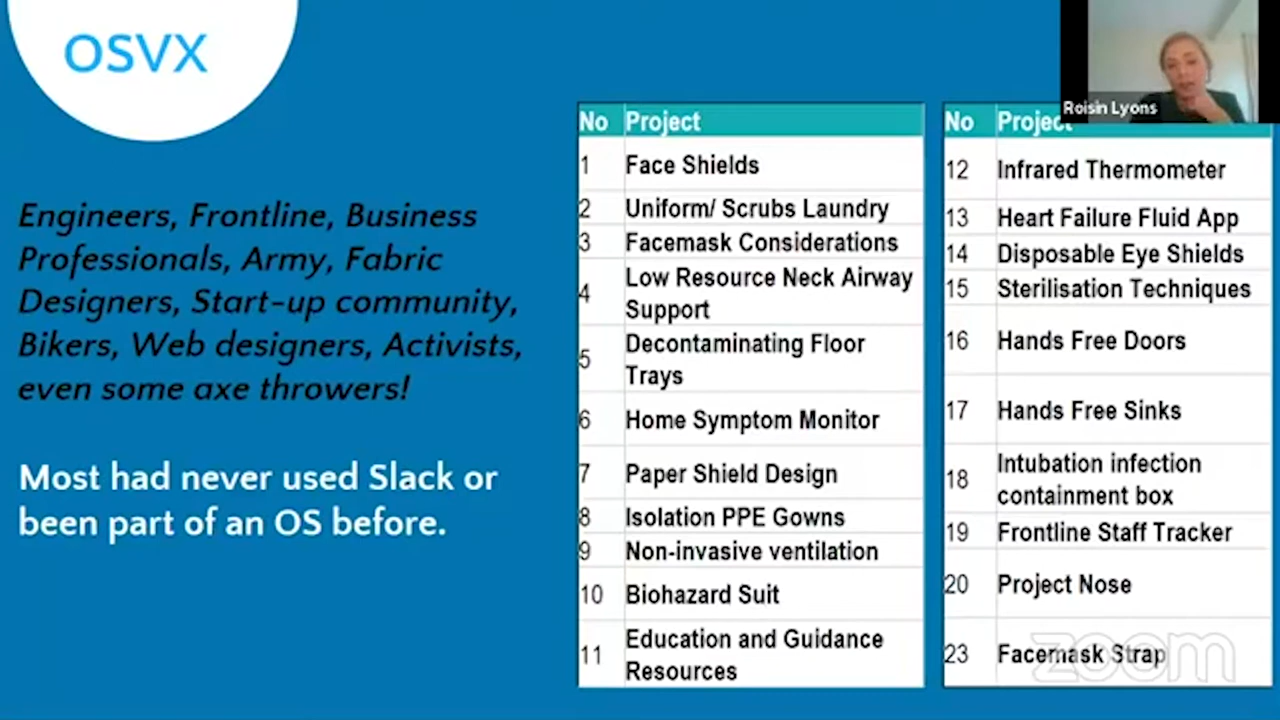 OSVX
Engineers, Frontline, Business
Professionals, Army, Fabric
Designers, Start-up community,
Bikers, Web designers, Activists,
even some axe throwers!
Most had never used Slack or
been part of an OS before.
No Project
1 Face Shields
2 Uniform/ Scrubs Laundry
3 Facemask Considerations
4 Low Resource Neck Airway
Support
5 Decontaminating Floor
Trays
6 Home Symptom Monitor
7 Paper Shield Design
8 Isolation PPE Gowns
9 Non-invasive ventilation
10 Biohazard Suit
11 Education and Guidance
Resources
No Project
12 Infrared Thermometer
13 Heart Failure Fluid App
14 Disposable Eye Shields
15 Sterilisation Techniques
16 Hands Free Doors
17 Hands Free Sinks
18 Intubation infection
containment box
19 Frontline Staff Tracker
20 Project Nose
23 Facemask Strap
Roisin Lyons
zoom